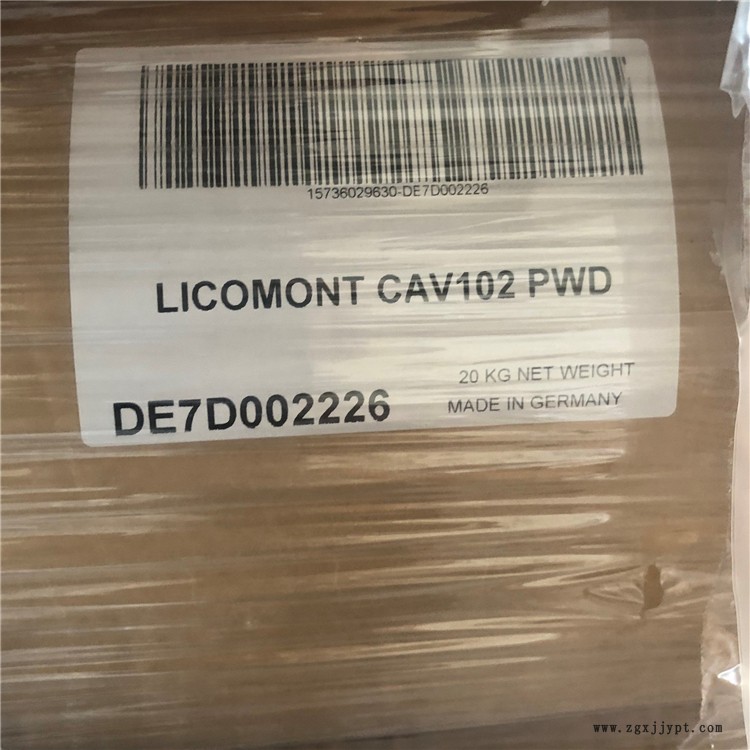 15736029630-DE7D002226
LICOMONT CAV102 PWD
20 KG NET WEIGHT
DE7D002226
MADE IN GERMANY
www.zgxjjypt.com